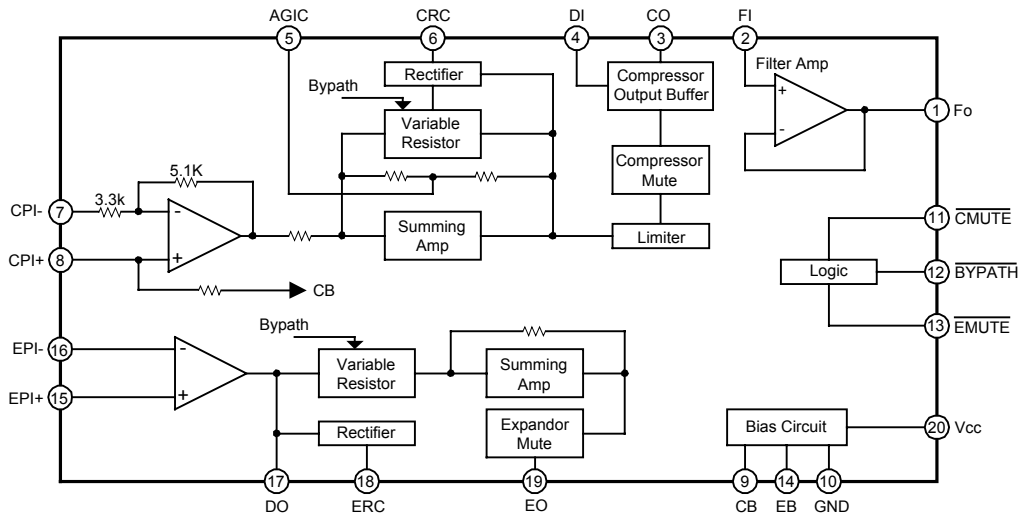 AGIC CRC DI CO FI
5 6 4 3 2
Rectifier
Bypath
Variable
Resistor
Compressor
Output Buffer
Filter Amp
+
-
1 Fo
Compressor
Mute
5.1K
3.3k
CPI- 7
-
CPI+ 8
+
Summing
Amp
Limiter
CB
11 CMUTE
Logic
12 BYPATH
13 EMUTE
Bypath
EPI- 16
-
EPI+ 15
+
Variable
Resistor
Summing
Amp
Rectifier
Expandor
Mute
Bias Circuit
20 Vcc
17 18 19 9 14 10
DO ERC EO CB EB GND